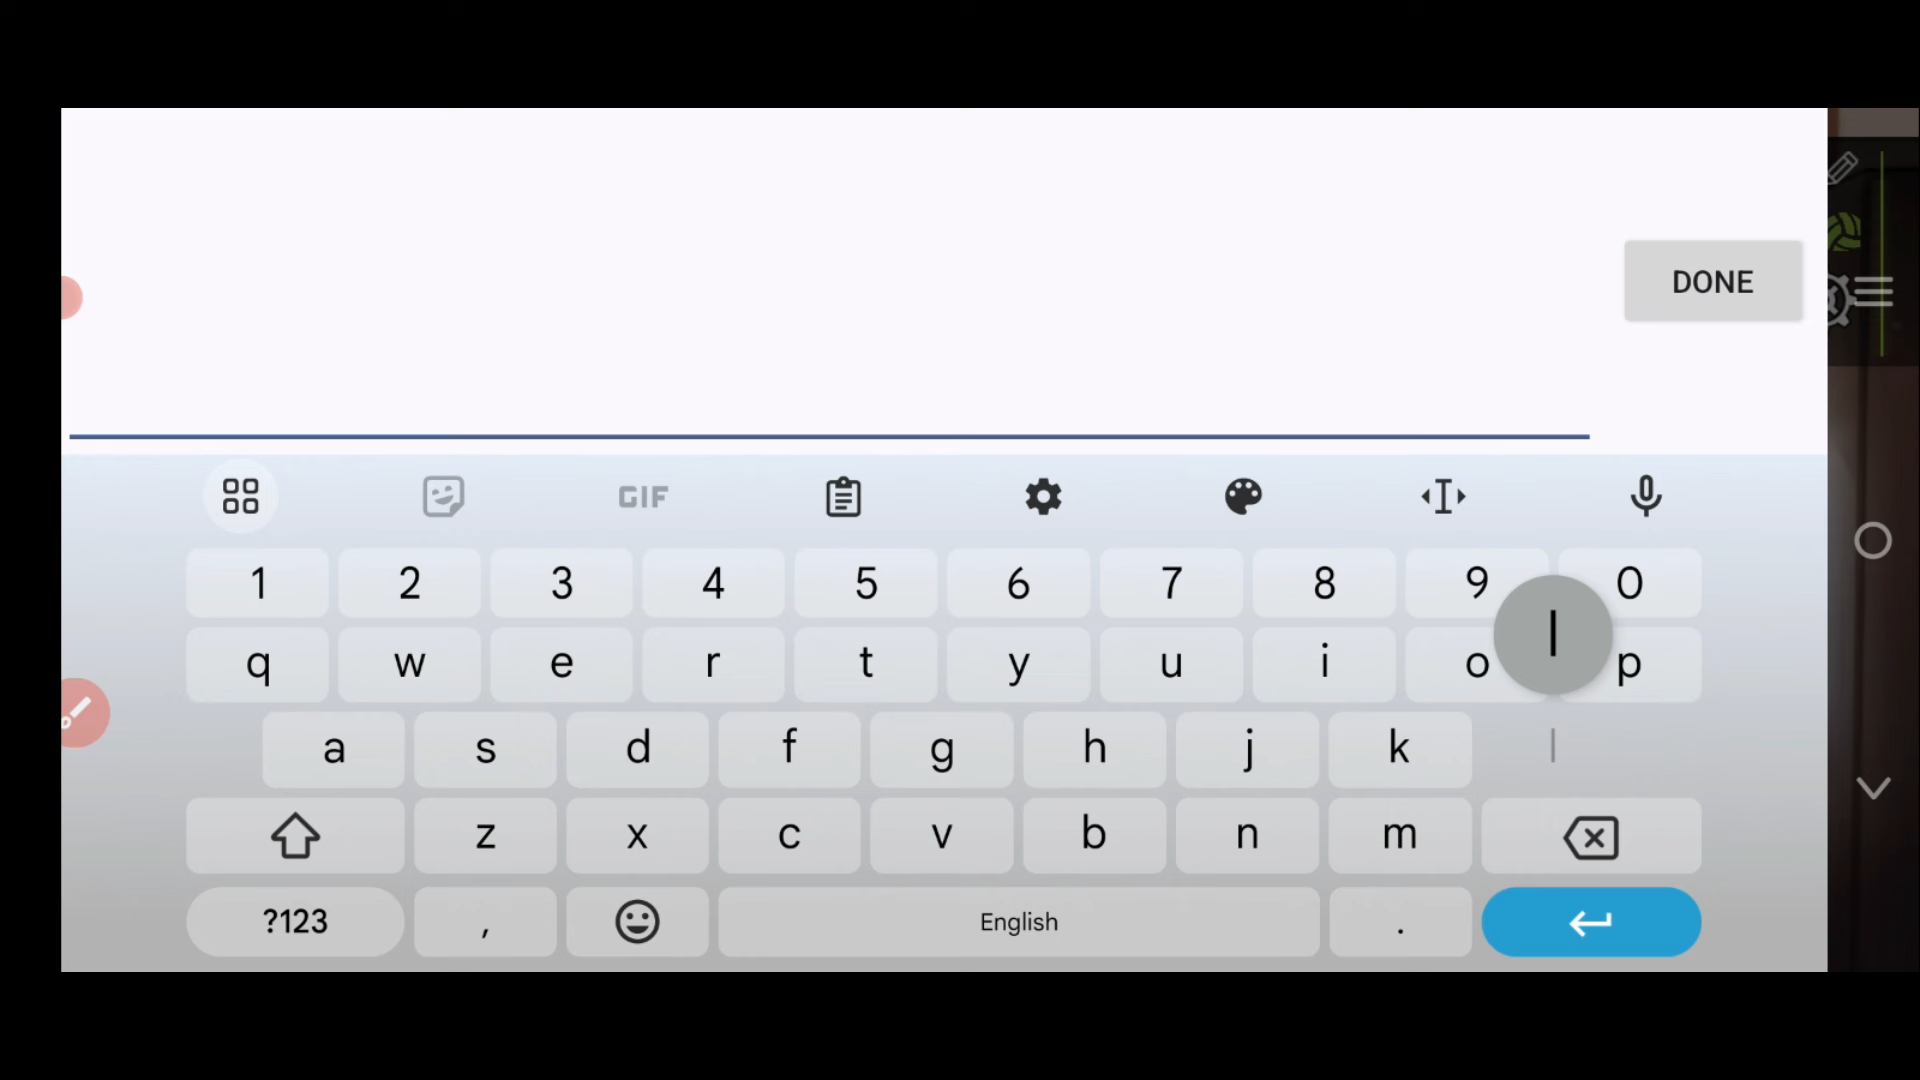 DONE
GIF
1 2 3 4 5 6 7 8 9 0
l
q w e r t y u i o p
a s d f g h j k l
z x c v b n m
?123 , English .